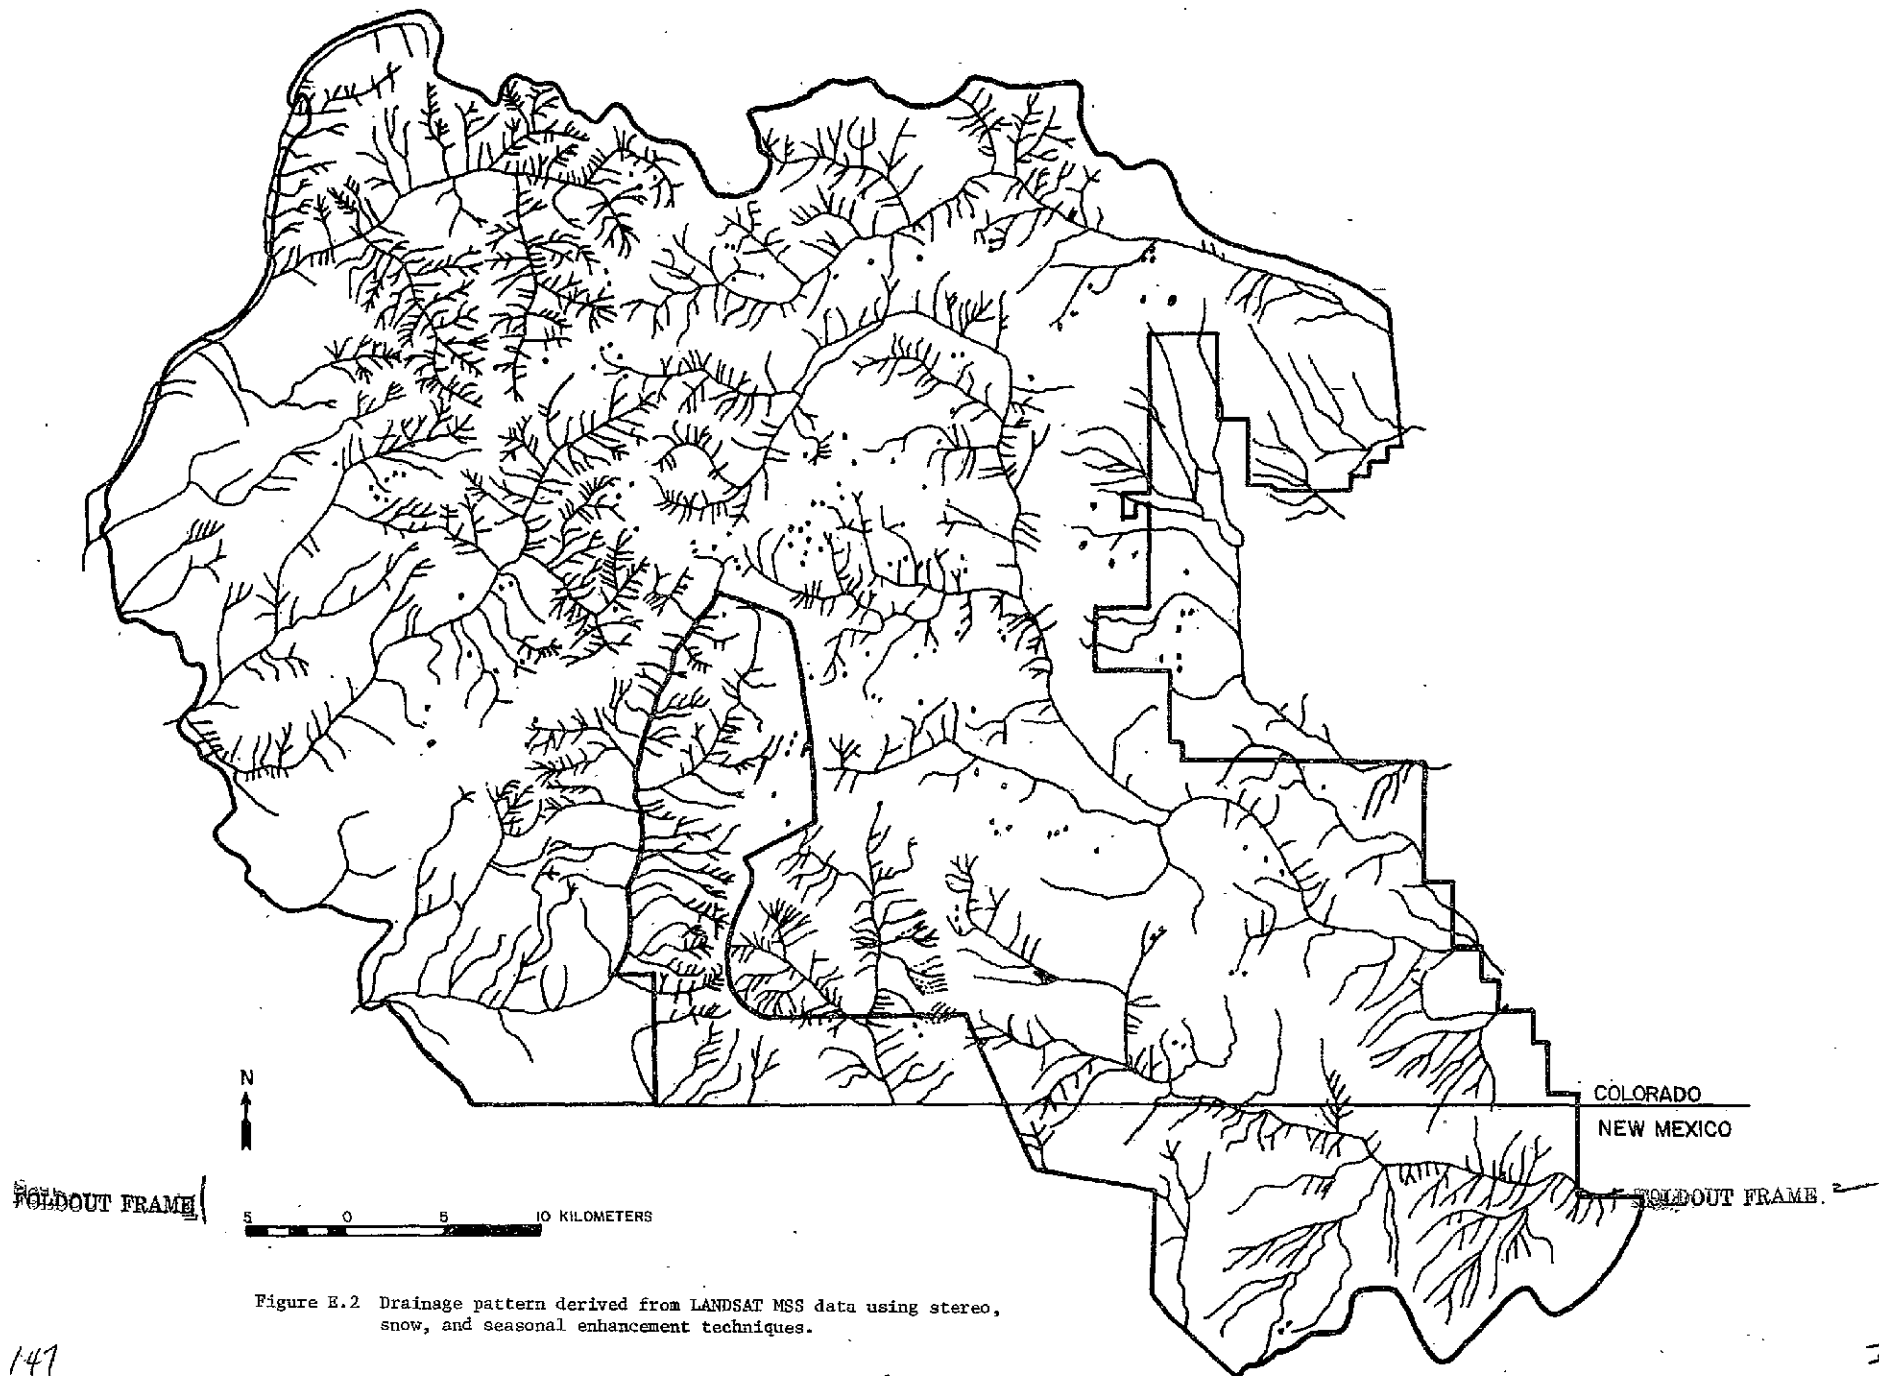 N
COLORADO
NEW MEXICO
FOLDOUT FRAME
FOLDOUT FRAME. 2
5 0 5 10 KILOMETERS
Figure E.2 Drainage pattern derived from LANDSAT MSS data using stereo,
snow, and seasonal enhancement techniques.
147